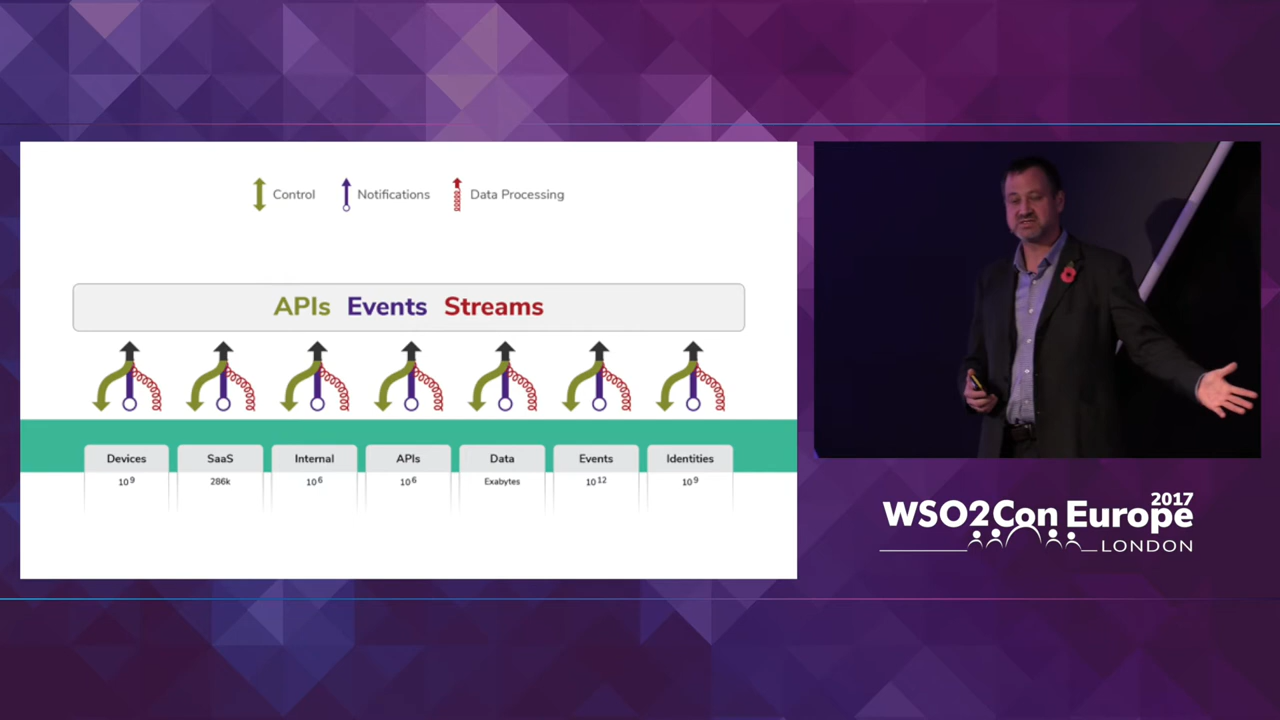 Control Notifications Data Processing
APIs Events Streams
Devices SaaS Internal APIs Data Events Identities
10⁹ 286k 10⁶ 10⁶ Exabytes 10¹² 10⁹
WSO2Con Europe 2017
LONDON